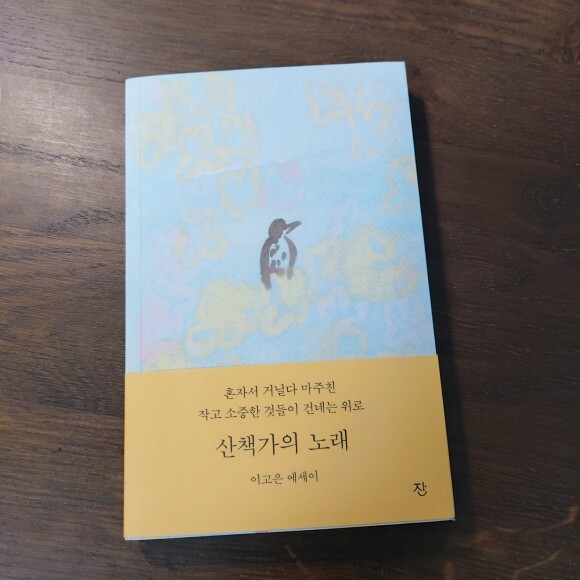 혼자서 거닐다 마주친
작고 소중한 것들이 건네는 위로
산책가의 노래
이고은 에세이
잔